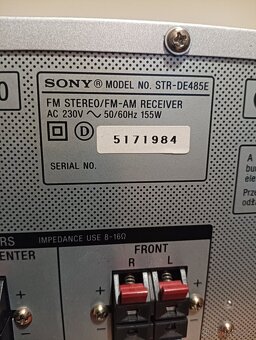 SONY® MODEL NO. STR-DE485E
FM STEREO/FM-AM RECEIVER
AC 230V ~ 50/60Hz 155W
D
5171984
SERIAL NO.
IMPEDANCE USE 8-16Ω
FRONT
R L
+
−